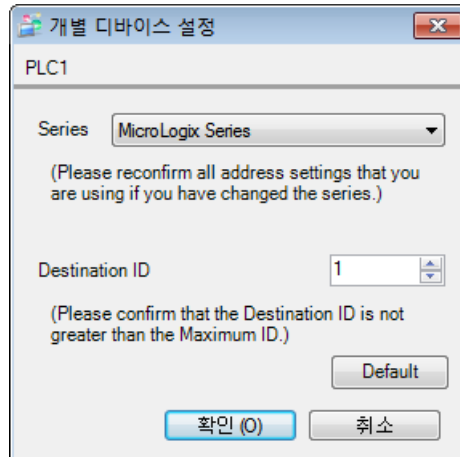 개별 디바이스 설정
PLC1
Series MicroLogix Series
(Please reconfirm all address settings that you
are using if you have changed the series.)
Destination ID 1
(Please confirm that the Destination ID is not
greater than the Maximum ID.)
Default
확인 (O) 취소